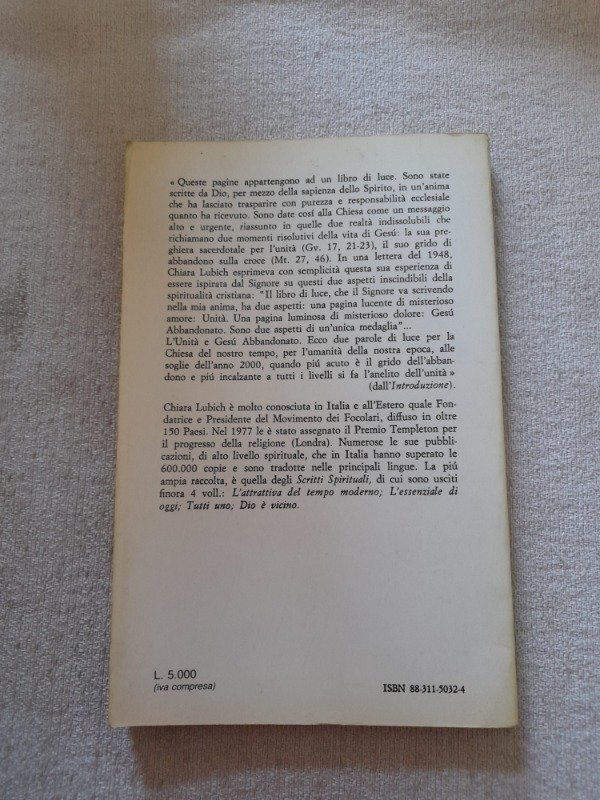 « Queste pagine appartengono ad un libro di luce. Sono state
scritte da Dio, per mezzo della sapienza dello Spirito, in un'anima
che ha lasciato trasparire con purezza e responsabilità ecclesiale
quanto ha ricevuto. Sono date cosí alla Chiesa come un messaggio
alto e urgente, riassunto in quelle due realtà indissolubili che
richiamano due momenti risolutivi della vita di Gesú: la sua pre-
ghiera sacerdotale per l'unità (Gv. 17, 21-23), il suo grido di
abbandono sulla croce (Mt. 27, 46). In una lettera del 1948,
Chiara Lubich esprimeva con semplicità questa sua esperienza di
essere ispirata dal Signore su questi due aspetti inscindibili della
spiritualità cristiana: "Il libro di luce, che il Signore va scrivendo
nella mia anima, ha due aspetti: una pagina lucente di misterioso
amore: Unità. Una pagina luminosa di misterioso dolore: Gesú
Abbandonato. Sono due aspetti di un'unica medaglia"...
L'Unità e Gesú Abbandonato. Ecco due parole di luce per la
Chiesa del nostro tempo, per l'umanità della nostra epoca, alle
soglie dell'anno 2000, quando piú acuto è il grido dell'abban-
dono e piú incalzante a tutti i livelli si fa l'anelito dell'unità »
(dall'Introduzione).
Chiara Lubich è molto conosciuta in Italia e all'Estero quale Fon-
datrice e Presidente del Movimento dei Focolari, diffuso in oltre
150 Paesi. Nel 1977 le è stato assegnato il Premio Templeton per
il progresso della religione (Londra). Numerose le sue pubbli-
cazioni, di alto livello spirituale, che in Italia hanno superato le
600.000 copie e sono tradotte nelle principali lingue. La piú
ampia raccolta, è quella degli Scritti Spirituali, di cui sono usciti
finora 4 voll.: L'attrattiva del tempo moderno; L'essenziale di
oggi; Tutti uno; Dio è vicino.
L. 5.000
(iva compresa)
ISBN 88-311-5032-4